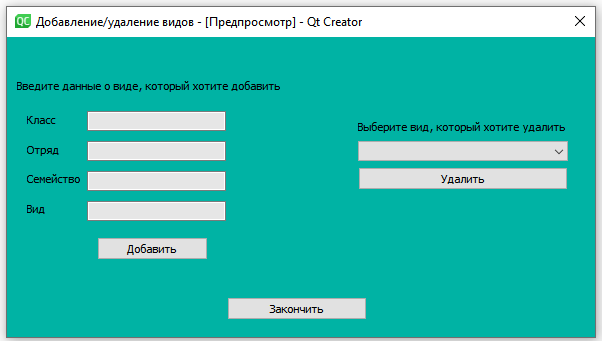 QC Добавление/удаление видов - [Предпросмотр] - Qt Creator
Введите данные о виде, который хотите добавить
Класс
Отряд
Семейство
Вид
Добавить
Выберите вид, который хотите удалить
Удалить
Закончить